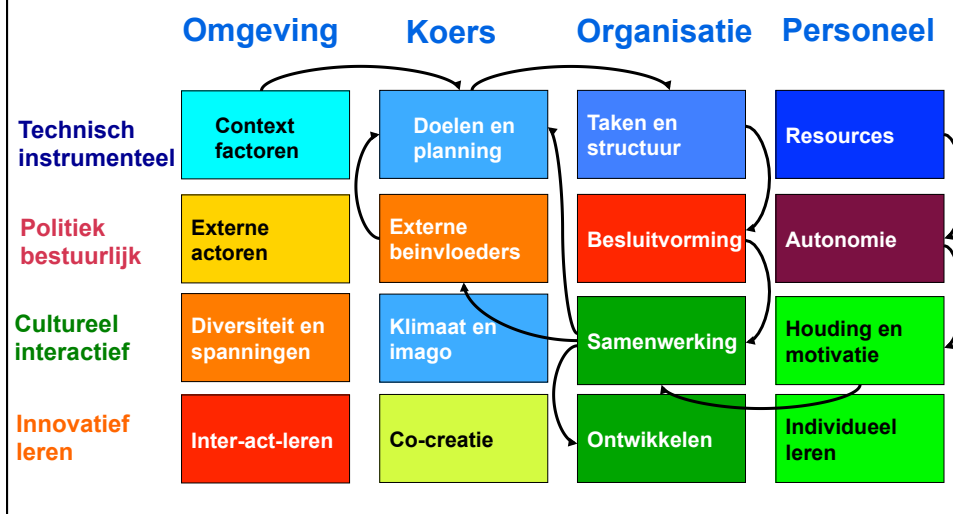 Omgeving Koers Organisatie Personeel
Technisch
instrumenteel
Context
factoren
Doelen en
planning
Taken en
structuur
Resources
Politiek
bestuurlijk
Externe
actoren
Externe
beinvloeders
Besluitvorming
Autonomie
Cultureel
interactief
Diversiteit en
spanningen
Klimaat en
imago
Samenwerking
Houding en
motivatie
Innovatief
leren
Inter-act-leren
Co-creatie
Ontwikkelen
Individueel
leren